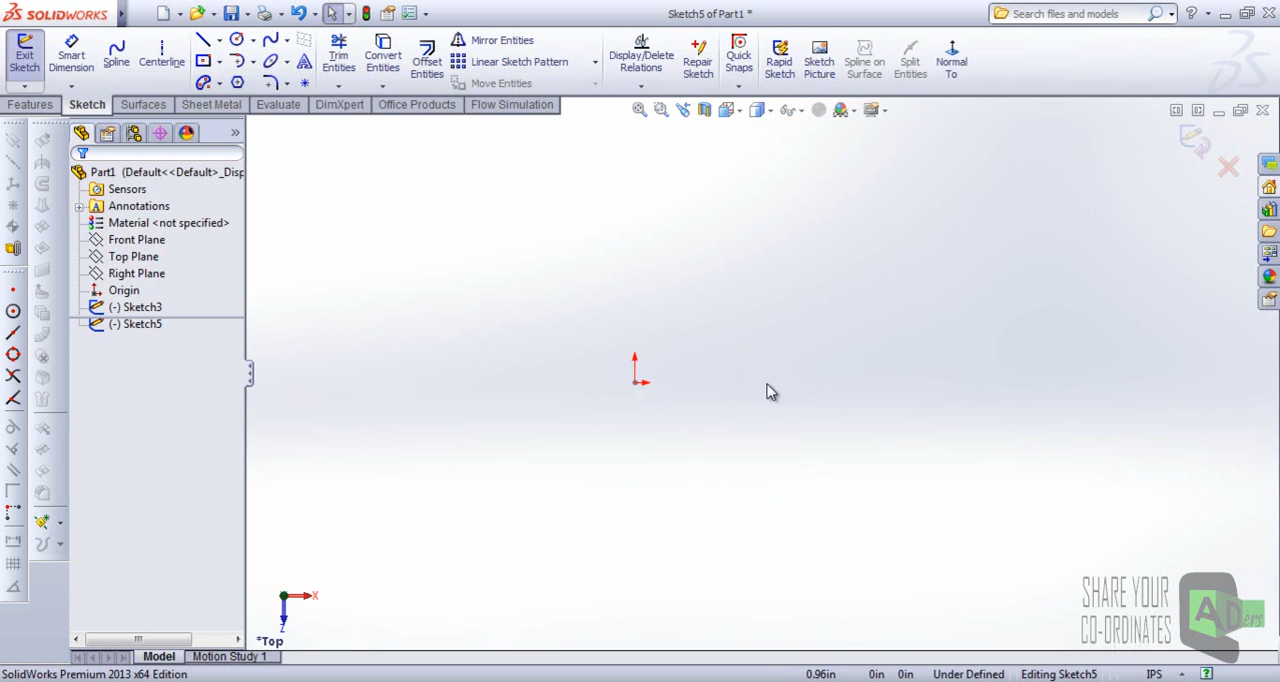 SOLIDWORKS
Sketch5 of Part1 *
Search files and models
Exit Sketch
Smart Dimension
Spline
Centerline
Trim Entities
Convert Entities
Offset Entities
Mirror Entities
Linear Sketch Pattern
Move Entities
Display/Delete Relations
Repair Sketch
Quick Snaps
Rapid Sketch
Sketch Picture
Spline on Surface
Split Entities
Normal To
Features
Sketch
Surfaces
Sheet Metal
Evaluate
DimXpert
Office Products
Flow Simulation
Part1 (Default<<Default>_Disp
Sensors
Annotations
Material <not specified>
Front Plane
Top Plane
Right Plane
Origin
(-) Sketch3
(-) Sketch5
X
Z
*Top
SHARE YOUR
CO-ORDINATES
CADers
Model
Motion Study 1
SolidWorks Premium 2013 x64 Edition
0.96in
0in
0in
Under Defined
Editing Sketch5
IPS